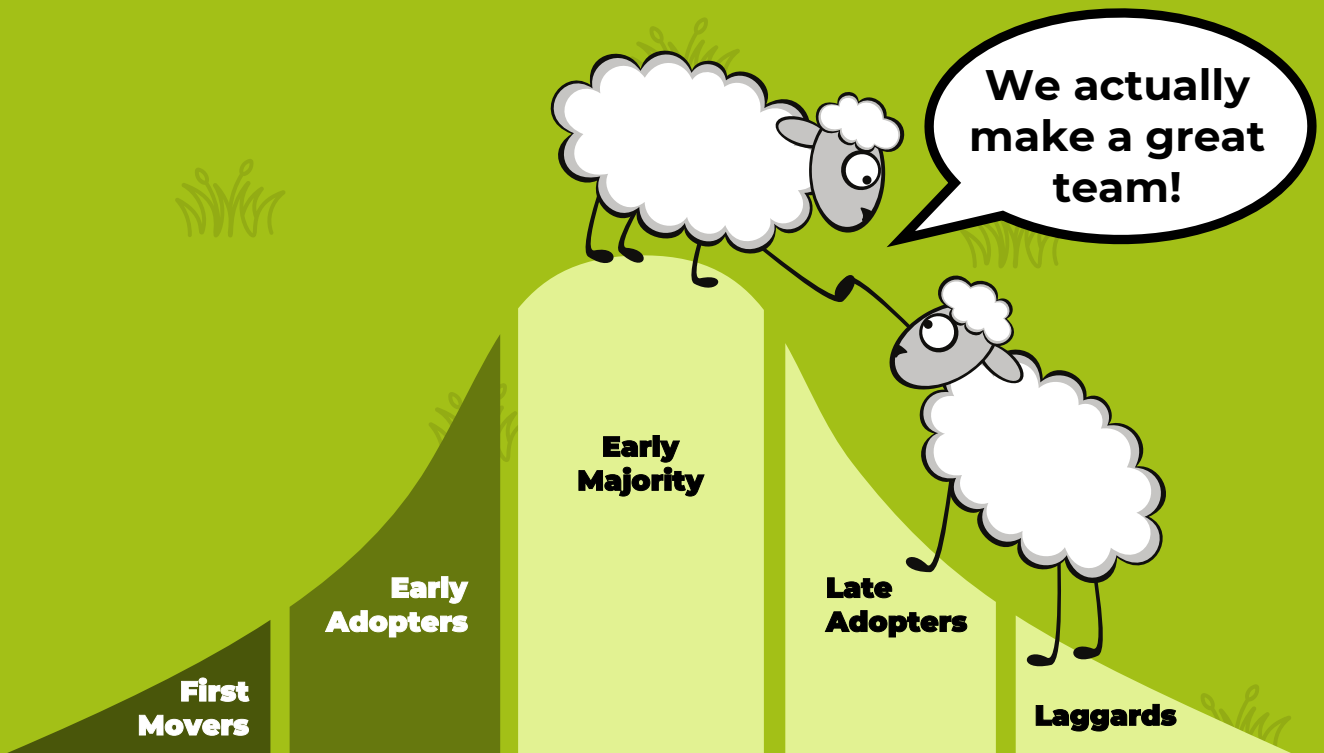 We actually
make a great
team!
Early
Majority
Early
Adopters
Late
Adopters
First
Movers
Laggards